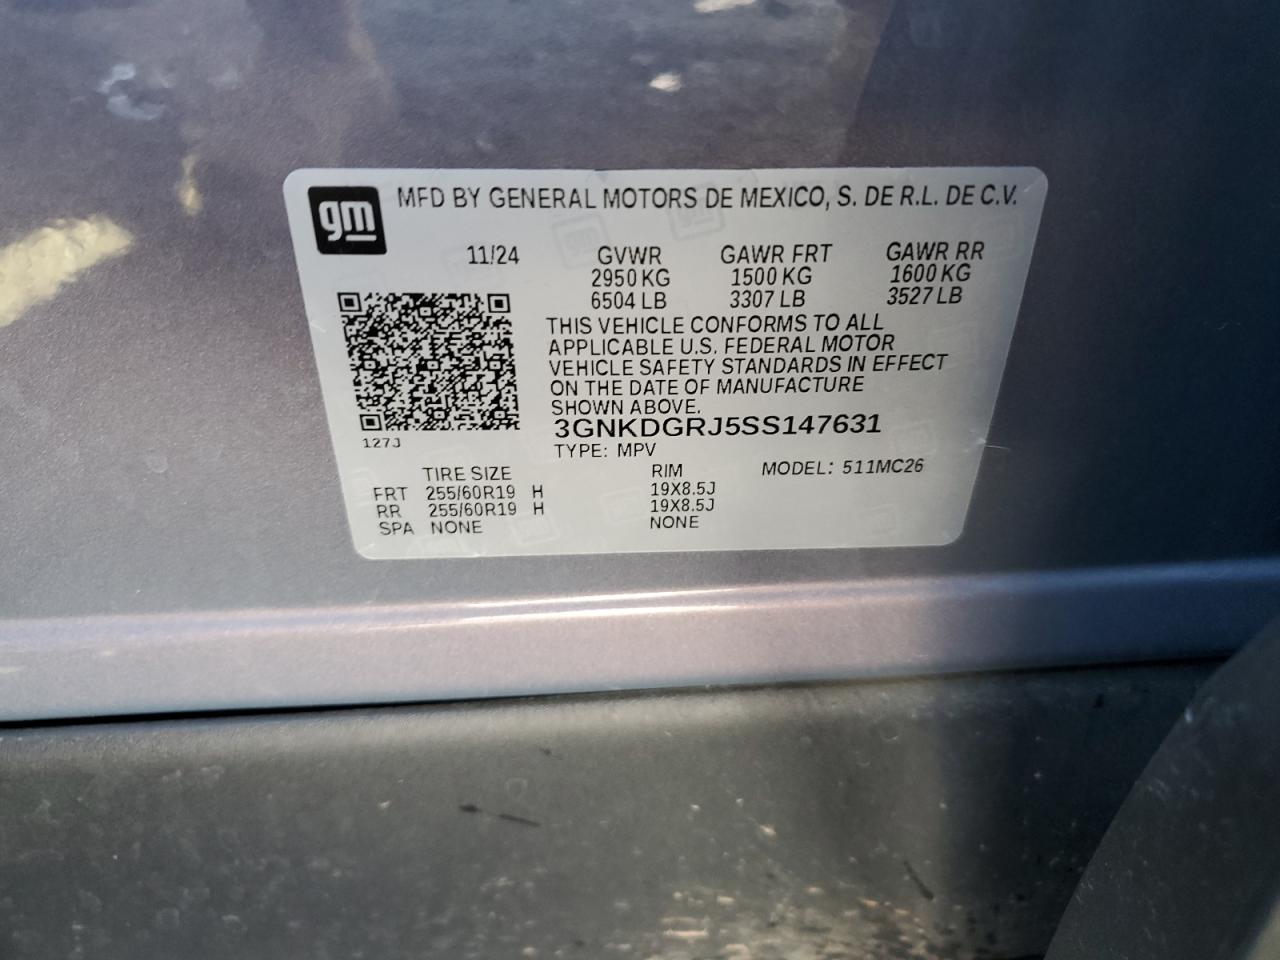 gm
MFD BY GENERAL MOTORS DE MEXICO, S. DE R.L. DE C.V.
11/24 GVWR GAWR FRT GAWR RR
2950 KG 1500 KG 1600 KG
6504 LB 3307 LB 3527 LB
THIS VEHICLE CONFORMS TO ALL
APPLICABLE U.S. FEDERAL MOTOR
VEHICLE SAFETY STANDARDS IN EFFECT
ON THE DATE OF MANUFACTURE
SHOWN ABOVE.
3GNKDGRJ5SS147631
127J
TYPE: MPV
TIRE SIZE RIM MODEL: 511MC26
FRT 255/60R19 H 19X8.5J
RR 255/60R19 H 19X8.5J
SPA NONE NONE